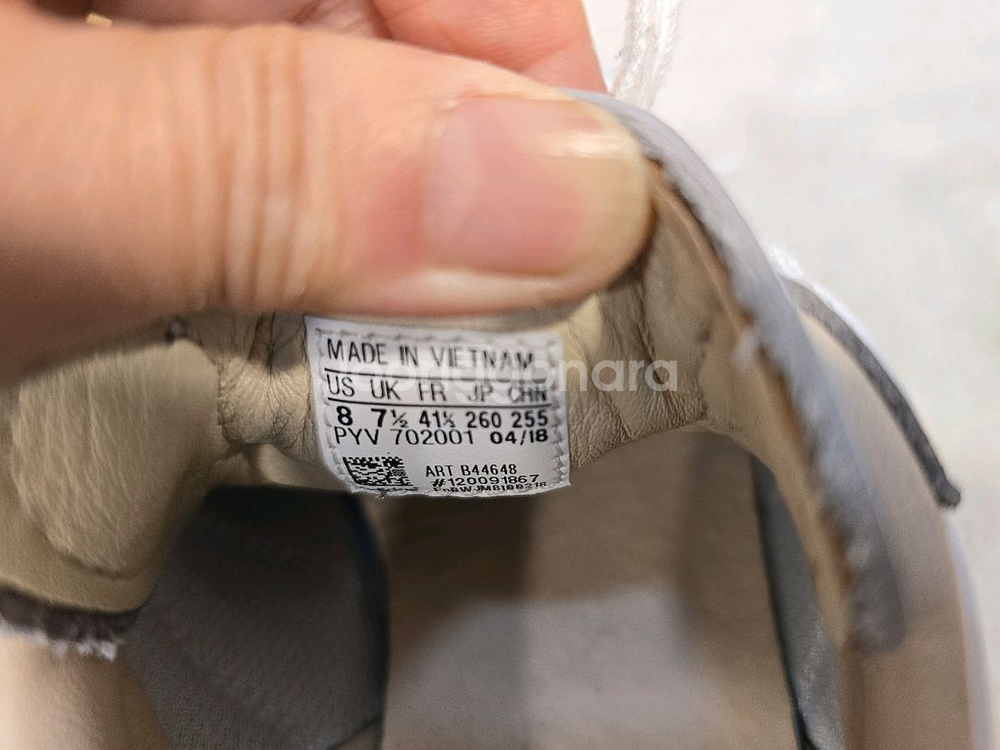 MADE IN VIETNAM
US UK FR JP CHN
8 7½ 41⅓ 260 255
PYV 702001 04/18
ART B44648
#120091867